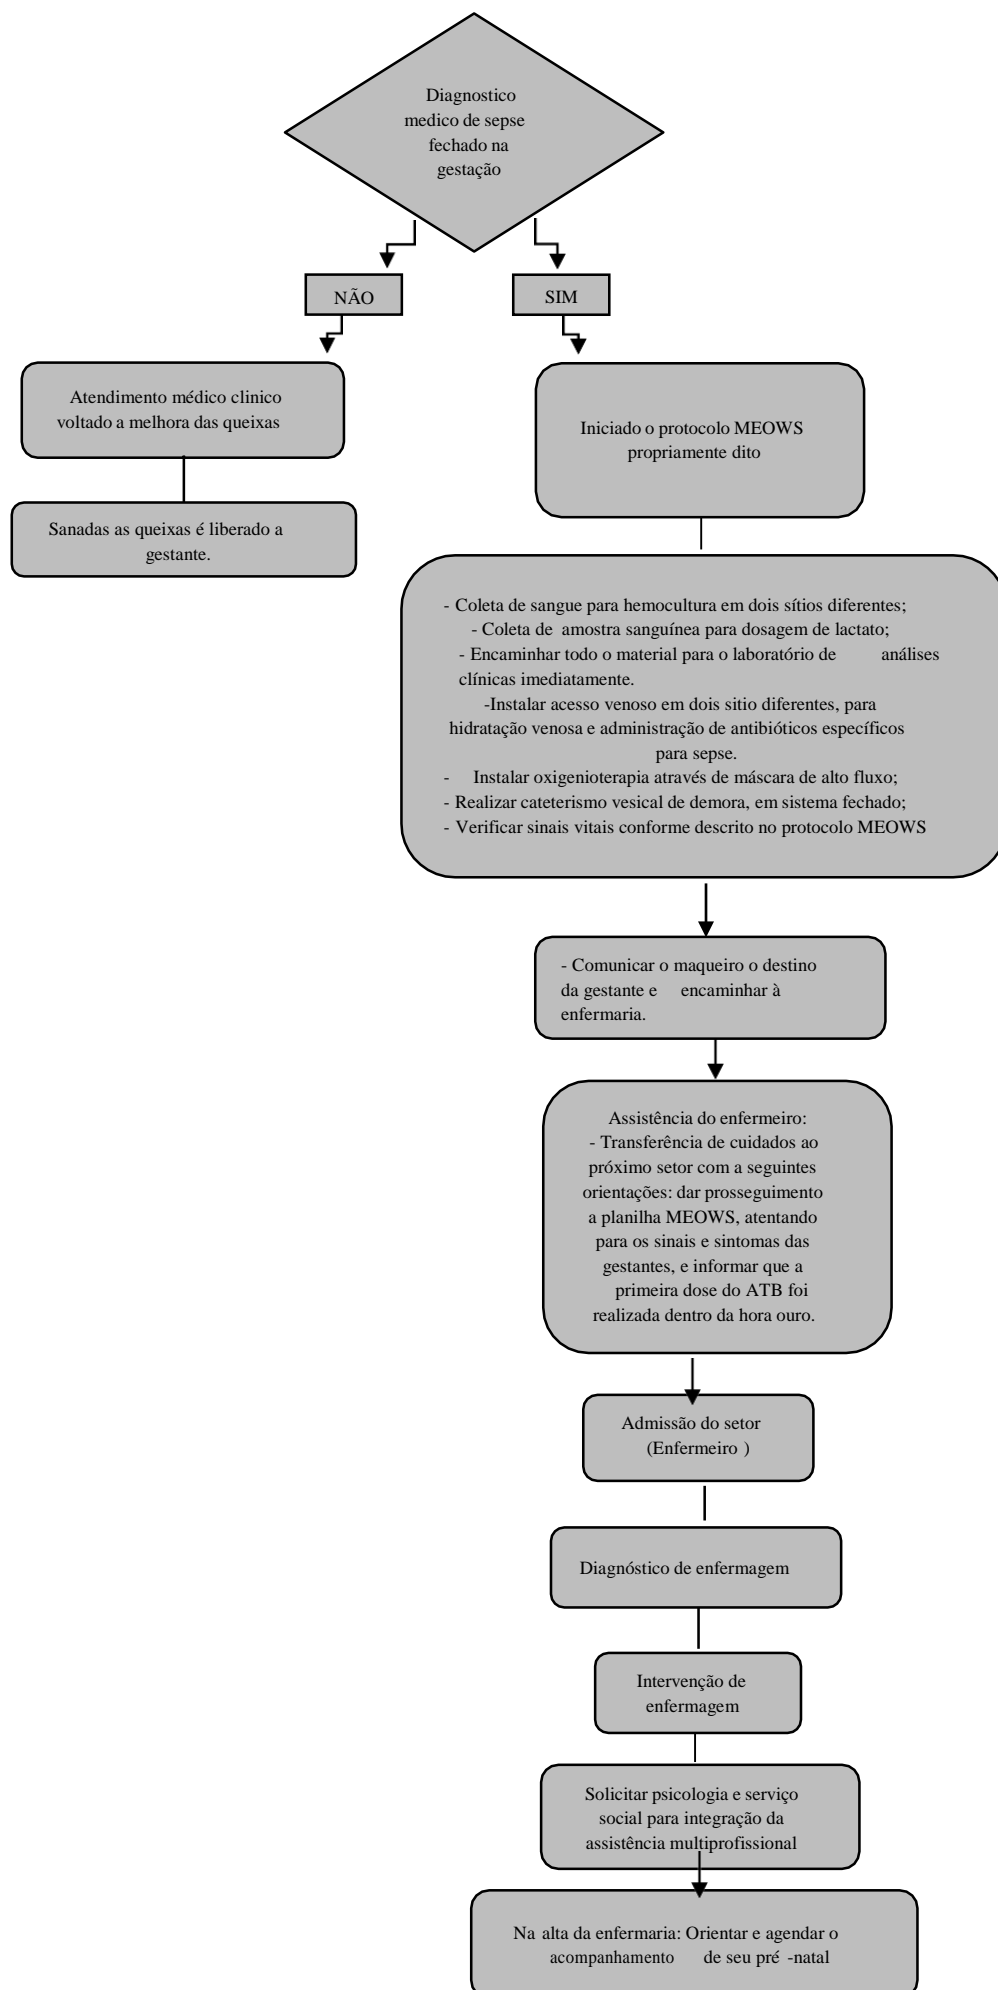 Diagnostico
medico de sepse
fechado na
gestação
NÃO
SIM
Atendimento médico clinico
voltado a melhora das queixas
Sanadas as queixas é liberado a
gestante.
Iniciado o protocolo MEOWS
propriamente dito
- Coleta de sangue para hemocultura em dois sítios diferentes;
- Coleta de amostra sanguínea para dosagem de lactato;
- Encaminhar todo o material para o laboratório de análises
clínicas imediatamente.
-Instalar acesso venoso em dois sitio diferentes, para
hidratação venosa e administração de antibióticos específicos
para sepse.
- Instalar oxigenioterapia através de máscara de alto fluxo;
- Realizar cateterismo vesical de demora, em sistema fechado;
- Verificar sinais vitais conforme descrito no protocolo MEOWS
- Comunicar o maqueiro o destino
da gestante e encaminhar à
enfermaria.
Assistência do enfermeiro:
- Transferência de cuidados ao
próximo setor com a seguintes
orientações: dar prosseguimento
a planilha MEOWS, atentando
para os sinais e sintomas das
gestantes, e informar que a
primeira dose do ATB foi
realizada dentro da hora ouro.
Admissão do setor
(Enfermeiro )
Diagnóstico de enfermagem
Intervenção de
enfermagem
Solicitar psicologia e serviço
social para integração da
assistência multiprofissional
Na alta da enfermaria: Orientar e agendar o
acompanhamento de seu pré -natal